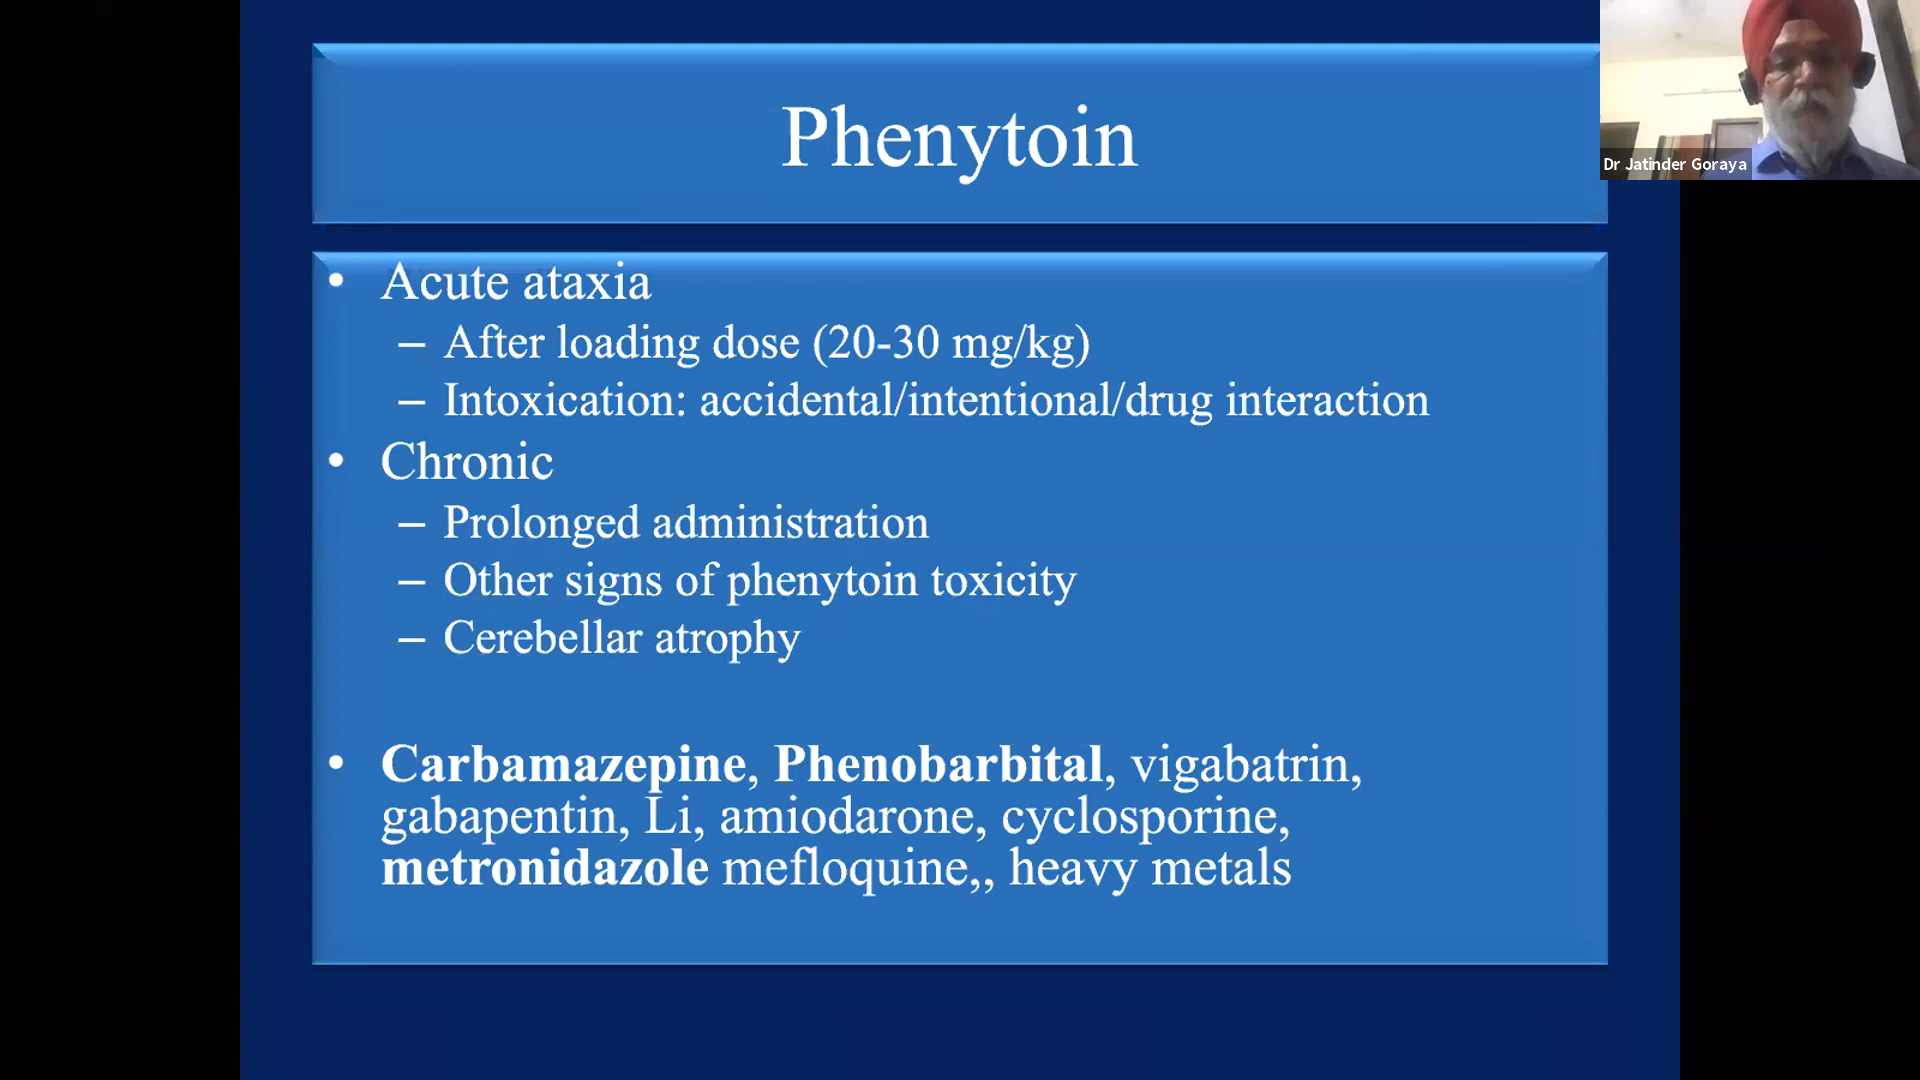 Phenytoin
Dr Jatinder Goraya
• Acute ataxia
– After loading dose (20-30 mg/kg)
– Intoxication: accidental/intentional/drug interaction
• Chronic
– Prolonged administration
– Other signs of phenytoin toxicity
– Cerebellar atrophy
• Carbamazepine, Phenobarbital, vigabatrin,
gabapentin, Li, amiodarone, cyclosporine,
metronidazole mefloquine,, heavy metals